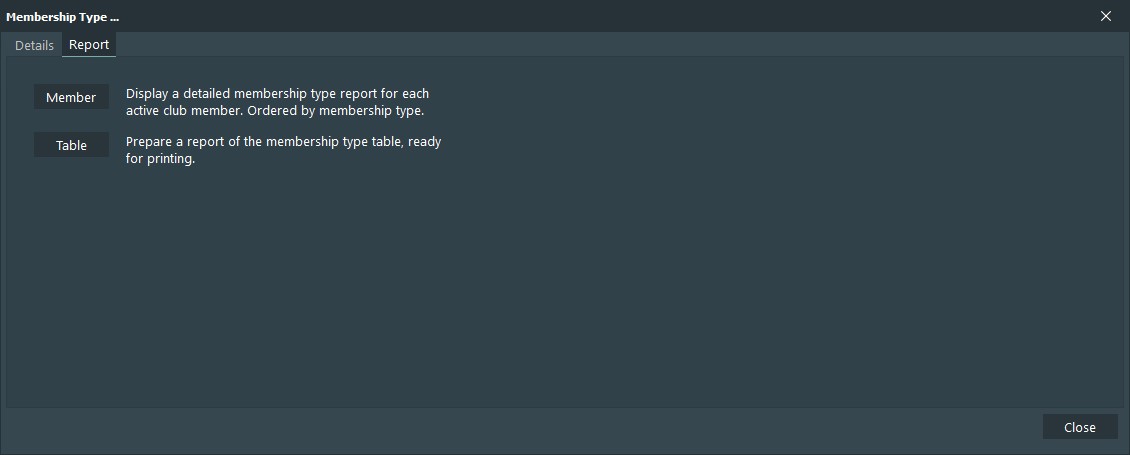 Membership Type ...
Details
Report
Member
Display a detailed membership type report for each
active club member. Ordered by membership type.
Table
Prepare a report of the membership type table, ready
for printing.
Close